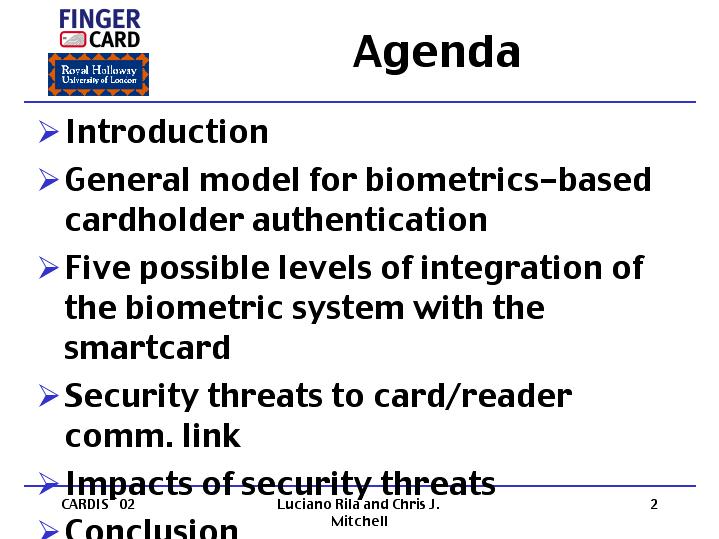 FINGER
CARD
Royal Holloway
University of London
Agenda
Introduction
General model for biometrics-based
cardholder authentication
Five possible levels of integration of
the biometric system with the
smartcard
Security threats to card/reader
comm. link
Impacts of security threats
CARDIS 02
Luciano Rila and Chris J.
Mitchell
2
Conclusion